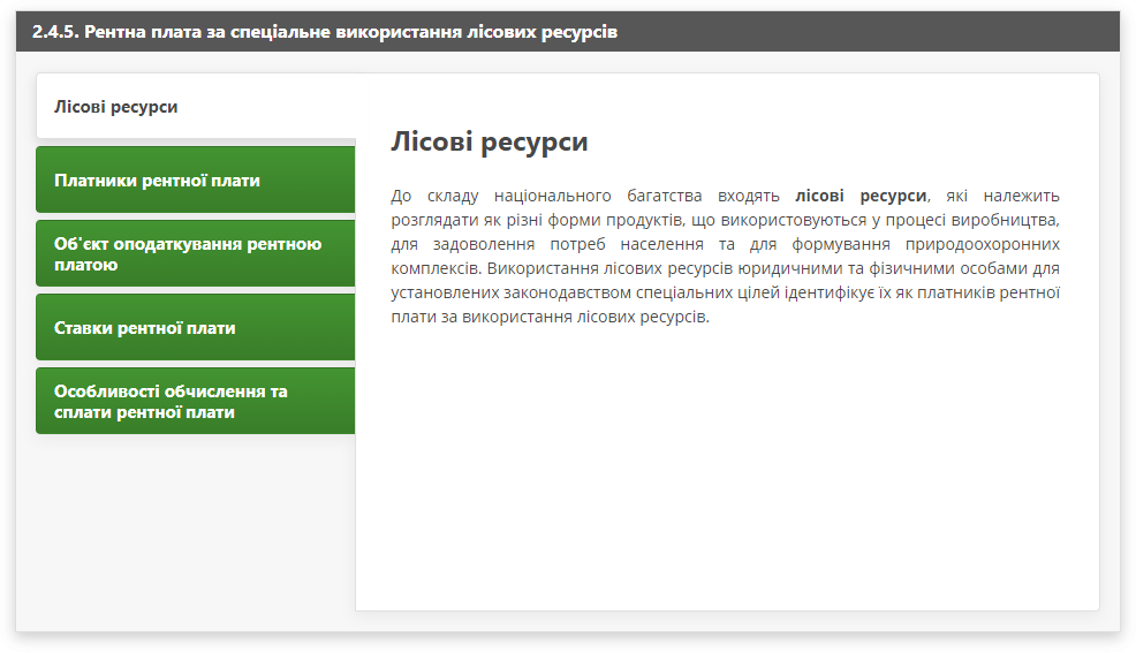 2.4.5. Рентна плата за спеціальне використання лісових ресурсів
Лісові ресурси
Платники рентної плати
Об'єкт оподаткування рентною
платою
Ставки рентної плати
Особливості обчислення та
сплати рентної плати
Лісові ресурси
До складу національного багатства входять лісові ресурси, які належить
розглядати як різні форми продуктів, що використовуються у процесі виробництва,
для задоволення потреб населення та для формування природоохоронних
комплексів. Використання лісових ресурсів юридичними та фізичними особами для
установлених законодавством спеціальних цілей ідентифікує їх як платників рентної
плати за використання лісових ресурсів.